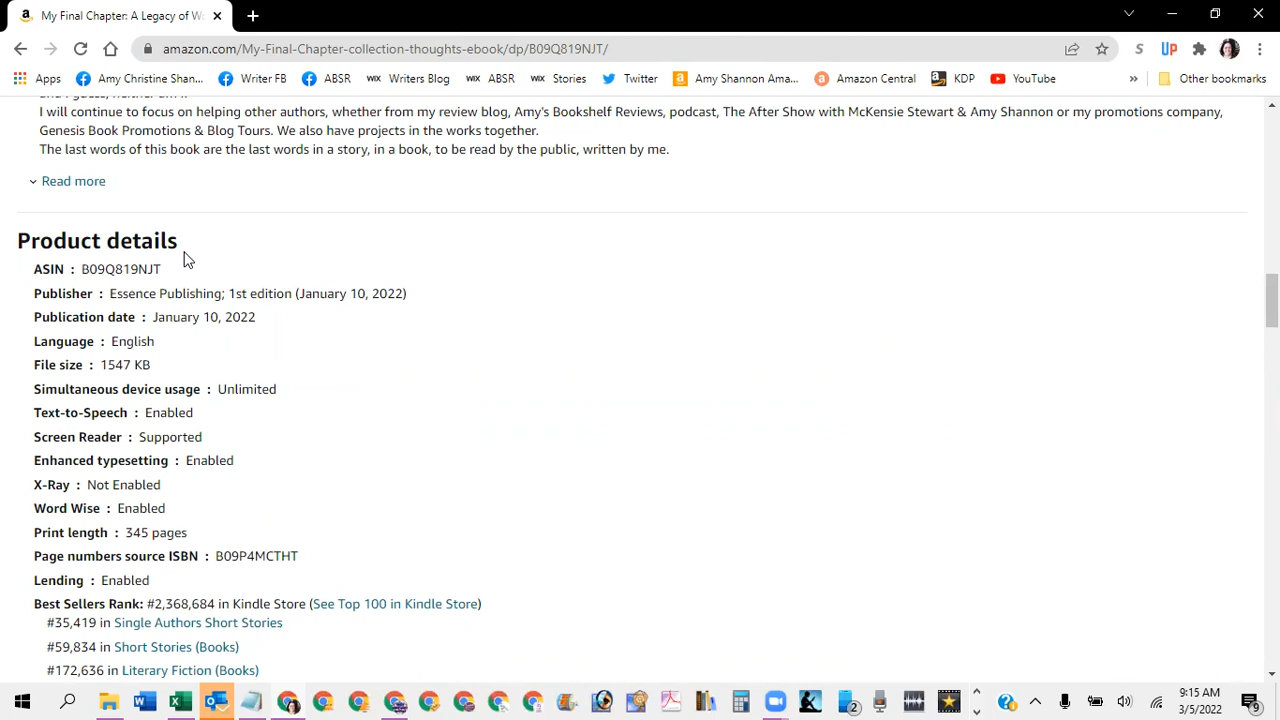 My Final Chapter: A Legacy of Wo
amazon.com/My-Final-Chapter-collection-thoughts-ebook/dp/B09Q819NJT/
S UP
Apps Amy Christine Shan... Writer FB ABSR WIX Writers Blog WIX ABSR WIX Stories Twitter Amy Shannon Ama... Amazon Central KDP YouTube » Other bookmarks
I will continue to focus on helping other authors, whether from my review blog, Amy's Bookshelf Reviews, podcast, The After Show with McKensie Stewart & Amy Shannon or my promotions company,
Genesis Book Promotions & Blog Tours. We also have projects in the works together.
The last words of this book are the last words in a story, in a book, to be read by the public, written by me.
Read more
Product details
ASIN : B09Q819NJT
Publisher : Essence Publishing; 1st edition (January 10, 2022)
Publication date : January 10, 2022
Language : English
File size : 1547 KB
Simultaneous device usage : Unlimited
Text-to-Speech : Enabled
Screen Reader : Supported
Enhanced typesetting : Enabled
X-Ray : Not Enabled
Word Wise : Enabled
Print length : 345 pages
Page numbers source ISBN : B09P4MCTHT
Lending : Enabled
Best Sellers Rank: #2,368,684 in Kindle Store (See Top 100 in Kindle Store)
#35,419 in Single Authors Short Stories
#59,834 in Short Stories (Books)
#172,636 in Literary Fiction (Books)
9:15 AM
3/5/2022
2
9